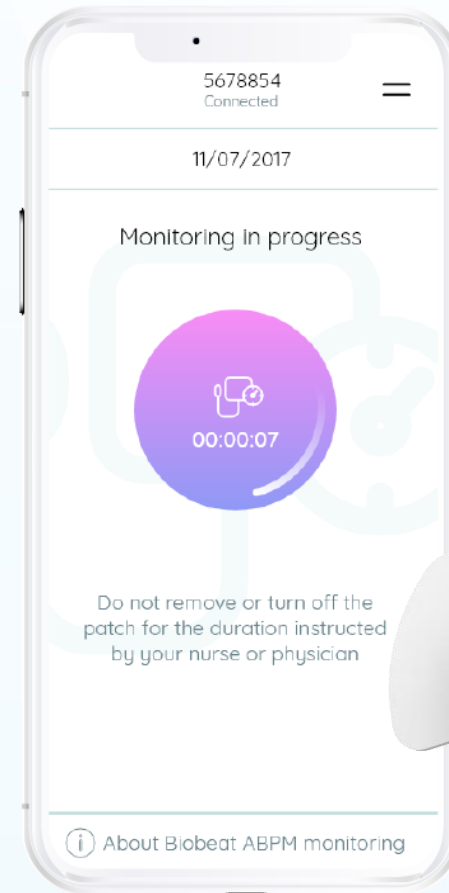 5678854
Connected
11/07/2017
Monitoring in progress
00:00:07
Do not remove or turn off the
patch for the duration instructed
by your nurse or physician
i About Biobeat ABPM monitoring